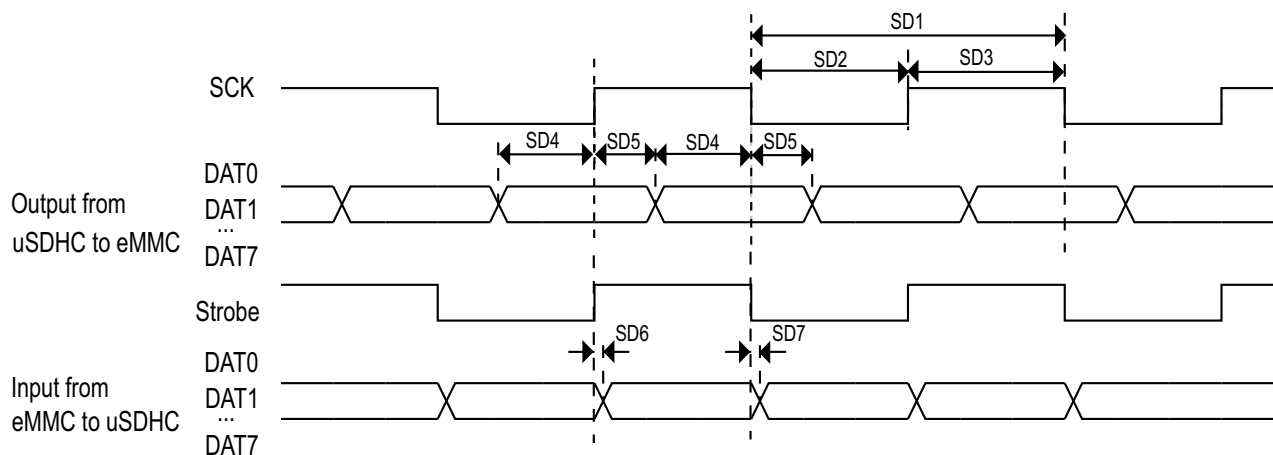 SD1
SD2 SD3
SCK
SD4 SD5 SD4 SD5
DAT0
Output from DAT1
...
uSDHC to eMMC
DAT7
Strobe
SD6 SD7
DAT0
Input from DAT1
...
eMMC to uSDHC
DAT7